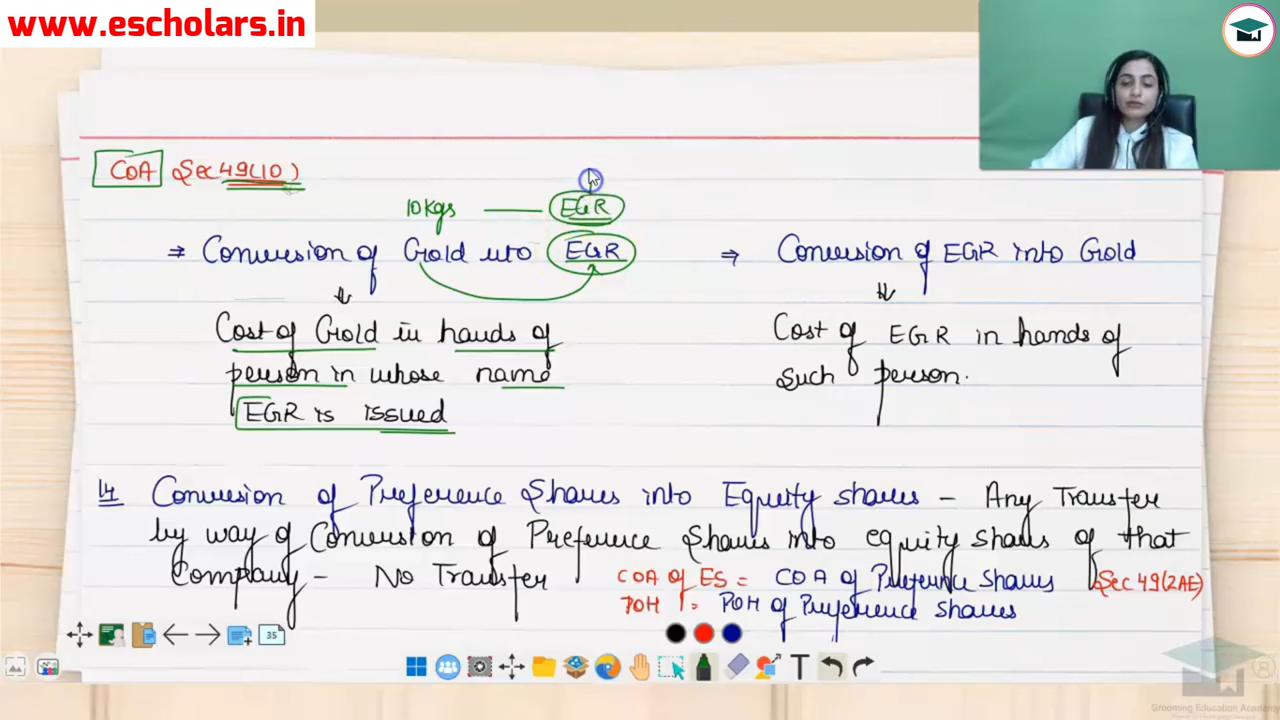 www.escholars.in
COA Sec 49(10)
10 Kgs — EGR
⇒ Conversion of Gold into EGR
⇒ Conversion of EGR into Gold
Cost of Gold in hands of
person in whose name
EGR is issued
Cost of EGR in hands of
such person.
14 Conversion of Preference Shares into Equity shares – Any Transfer
by way of Conversion of Preference Shares into equity shares of that
Company – No Transfer
COA of ES = COA of Preference Shares Sec 49(2AE)
POH = POH of Preference shares
35
T
Grooming Education Academy